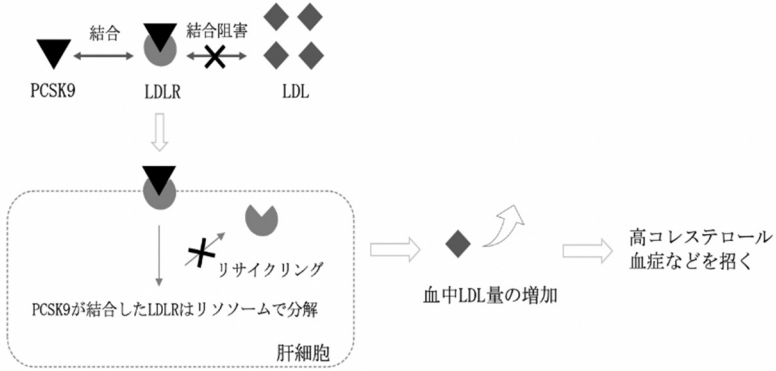 結合
結合阻害
PCSK9
LDLR
LDL
リサイクリング
PCSK9が結合したLDLRはリソソームで分解
肝細胞
血中LDL量の増加
高コレステロール
血症などを招く